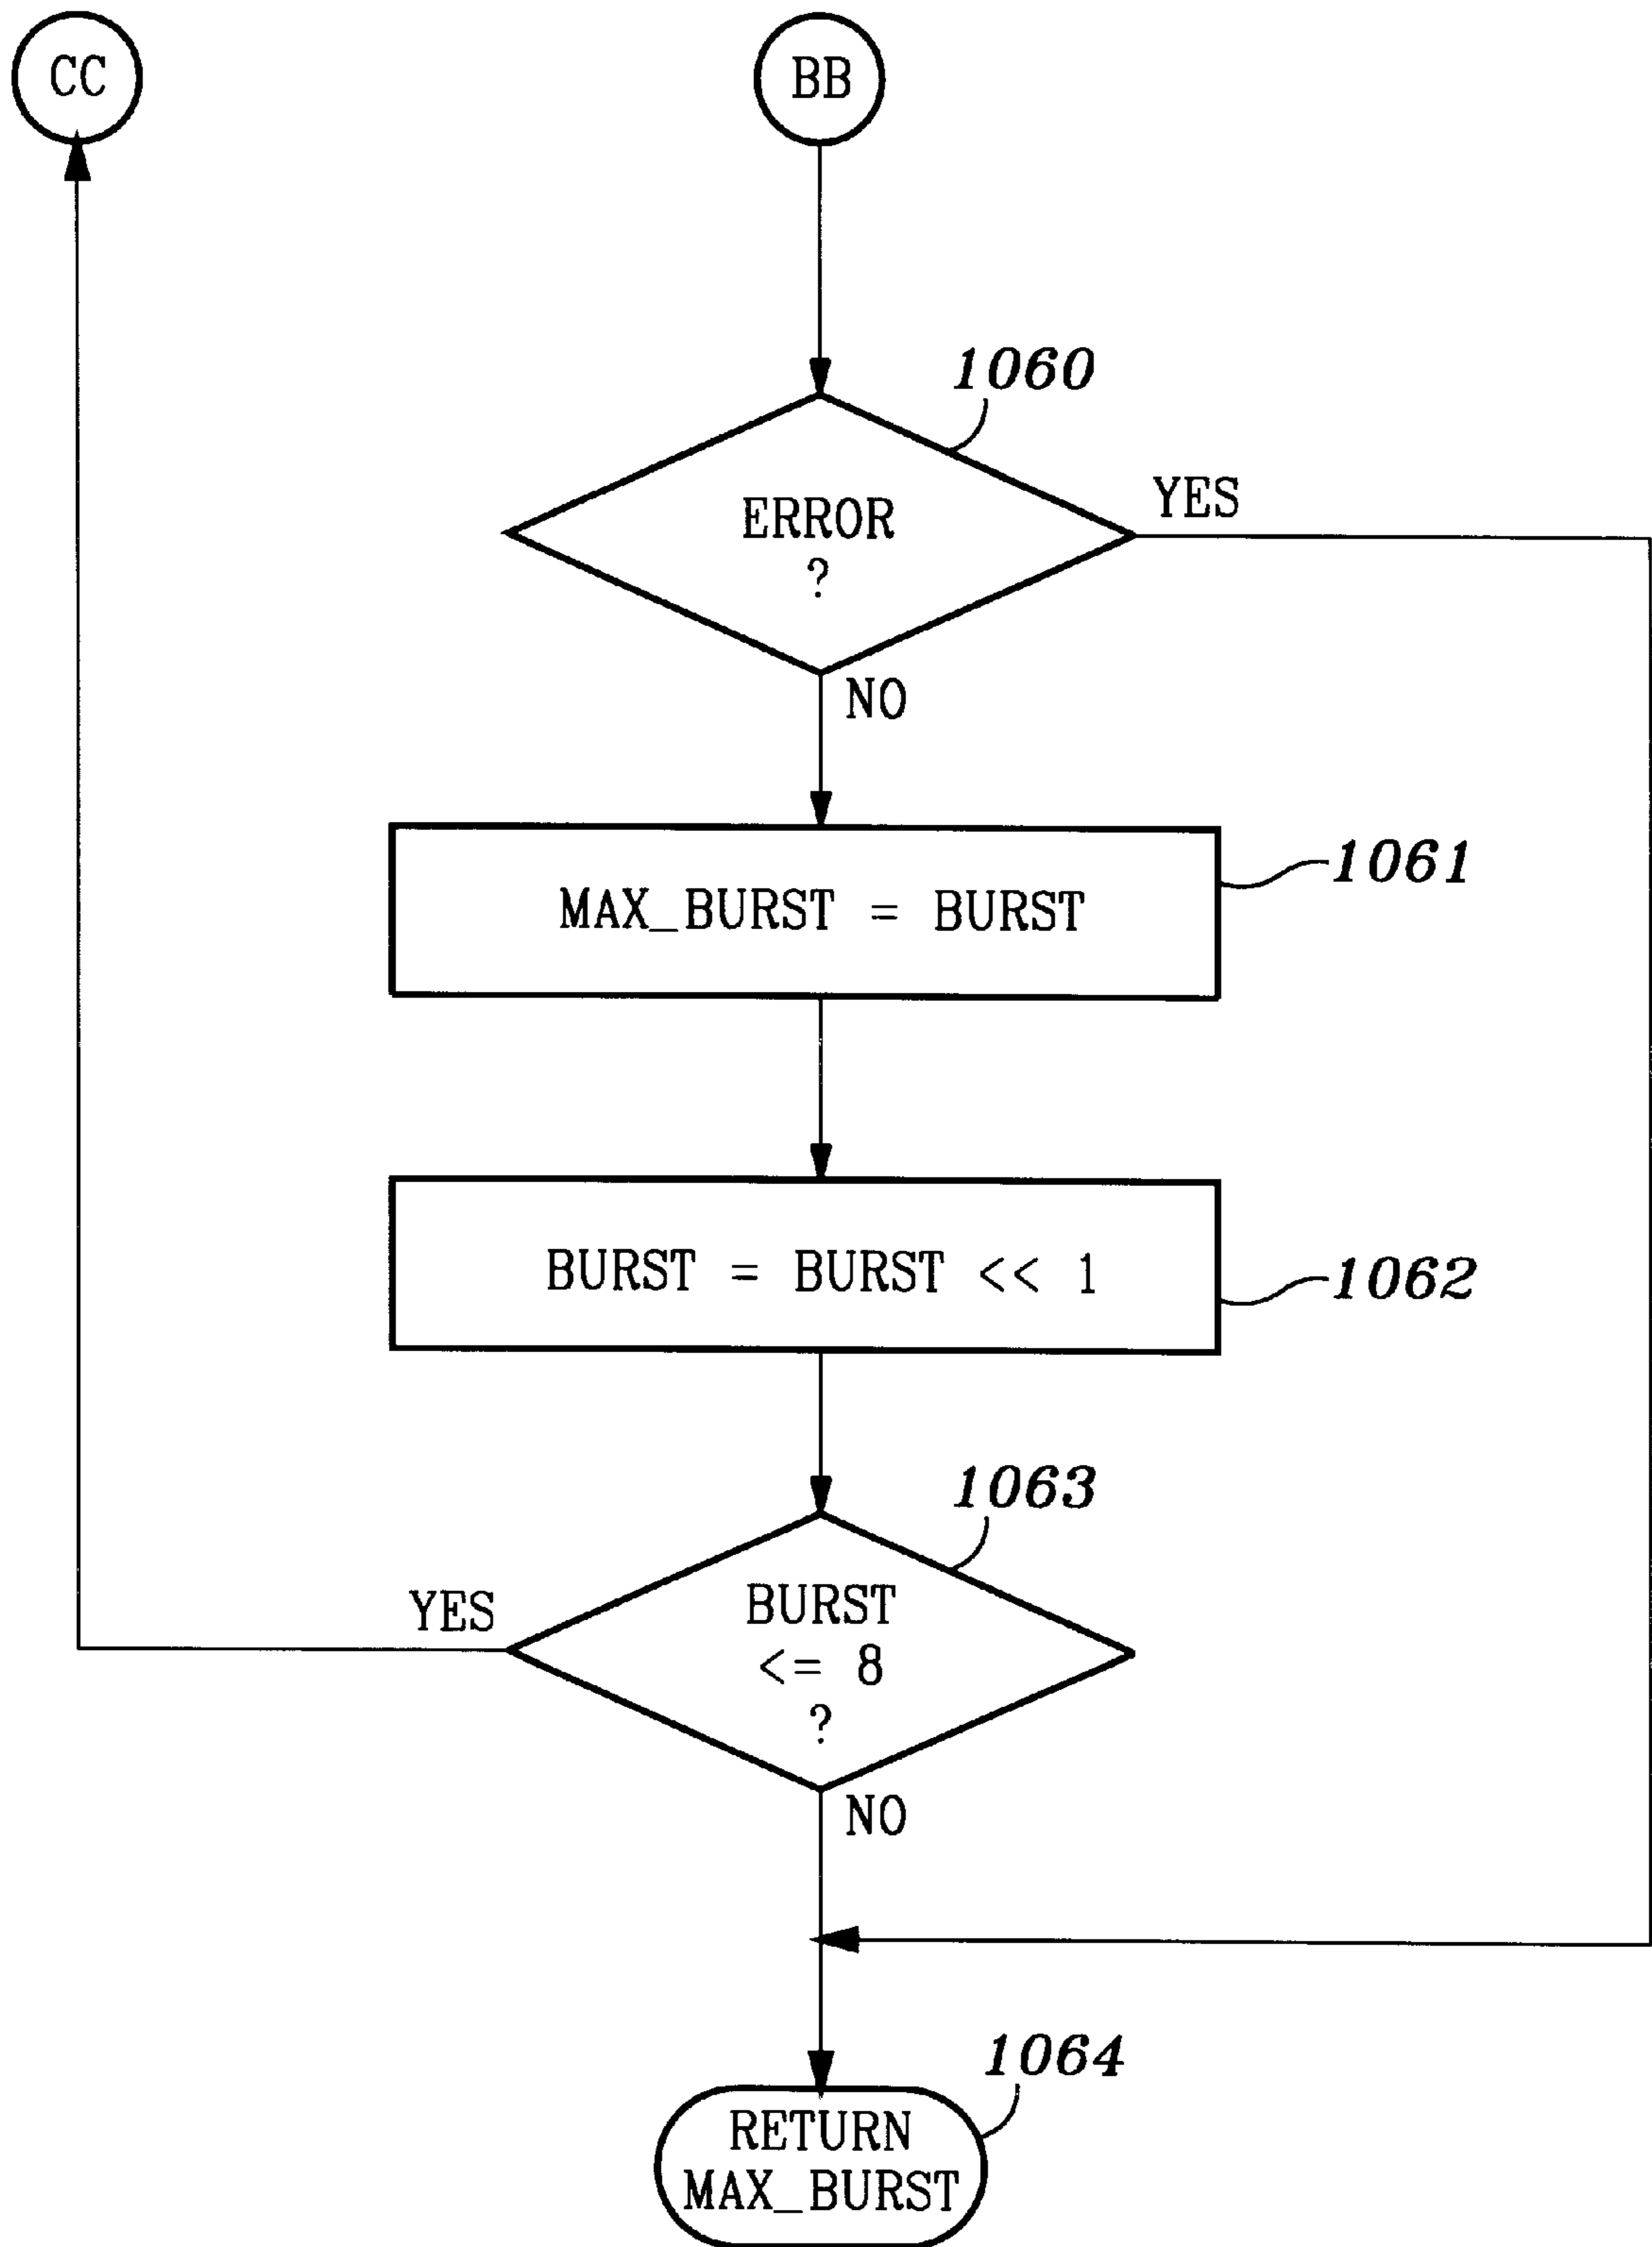 CC
BB
1060
ERROR
?
YES
NO
MAX_BURST = BURST
1061
BURST = BURST << 1
1062
1063
YES
BURST
<= 8
?
NO
1064
RETURN
MAX_BURST